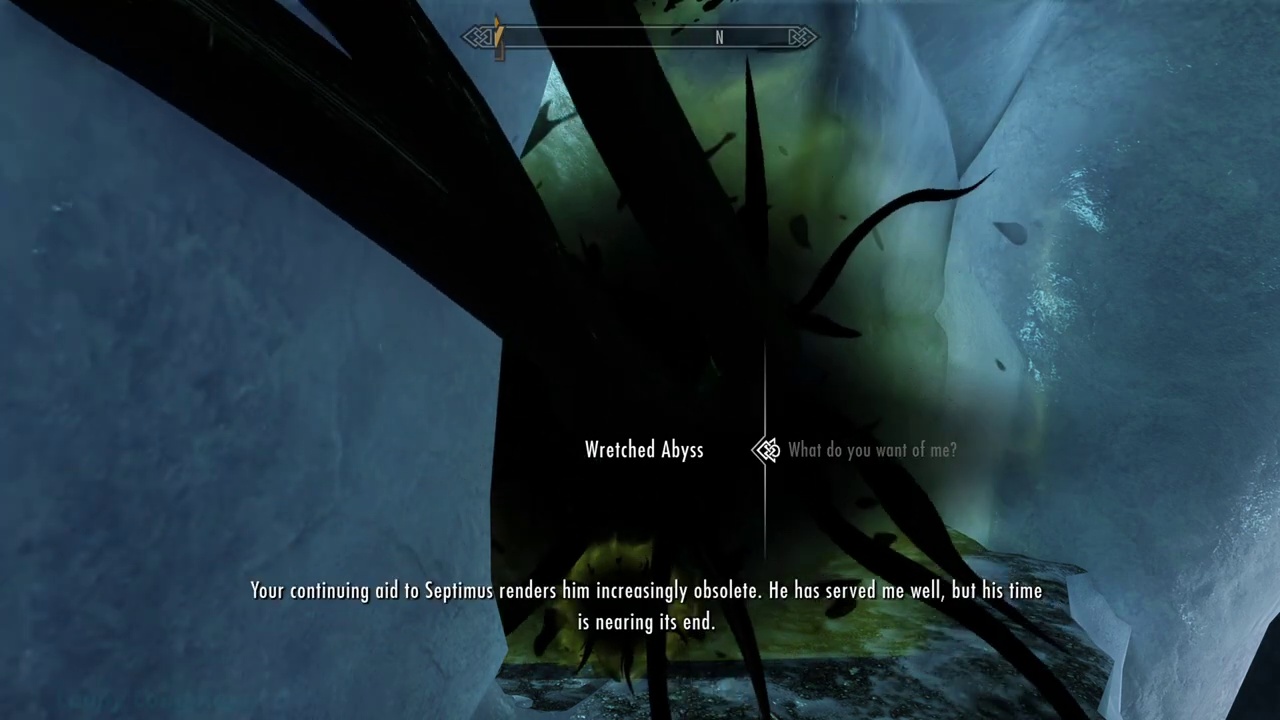 N
Wretched Abyss
What do you want of me?
Your continuing aid to Septimus renders him increasingly obsolete. He has served me well, but his time
is nearing its end.